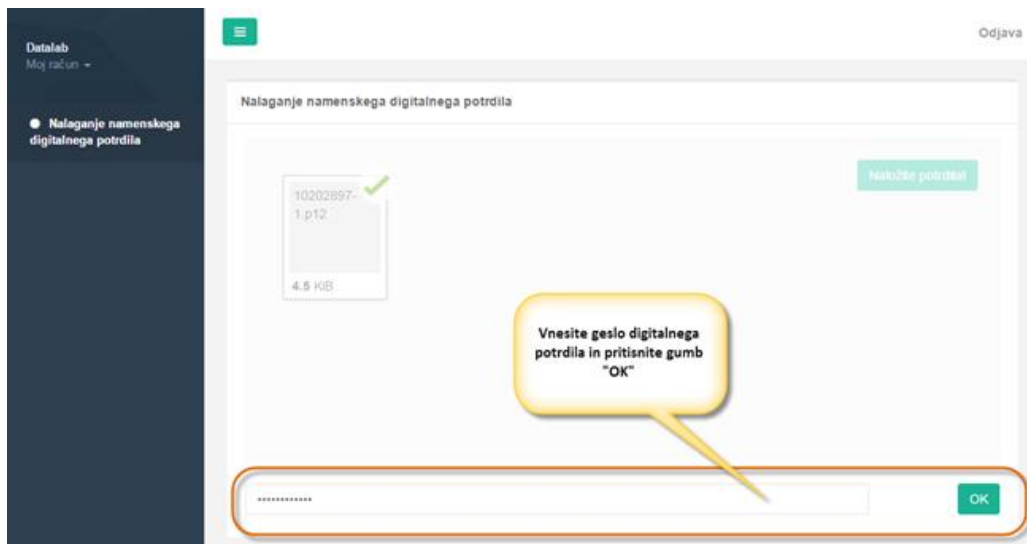 Datalab
Moj račun
Odjava
Nalaganje namenskega
digitalnega potrdila
Nalaganje namenskega digitalnega potrdila
Naložite potrdila!
10202897-
1.p12
4.5 KiB
Vnesite geslo digitalnega
potrdila in pritisnite gumb
"OK"
••••••••••••
OK